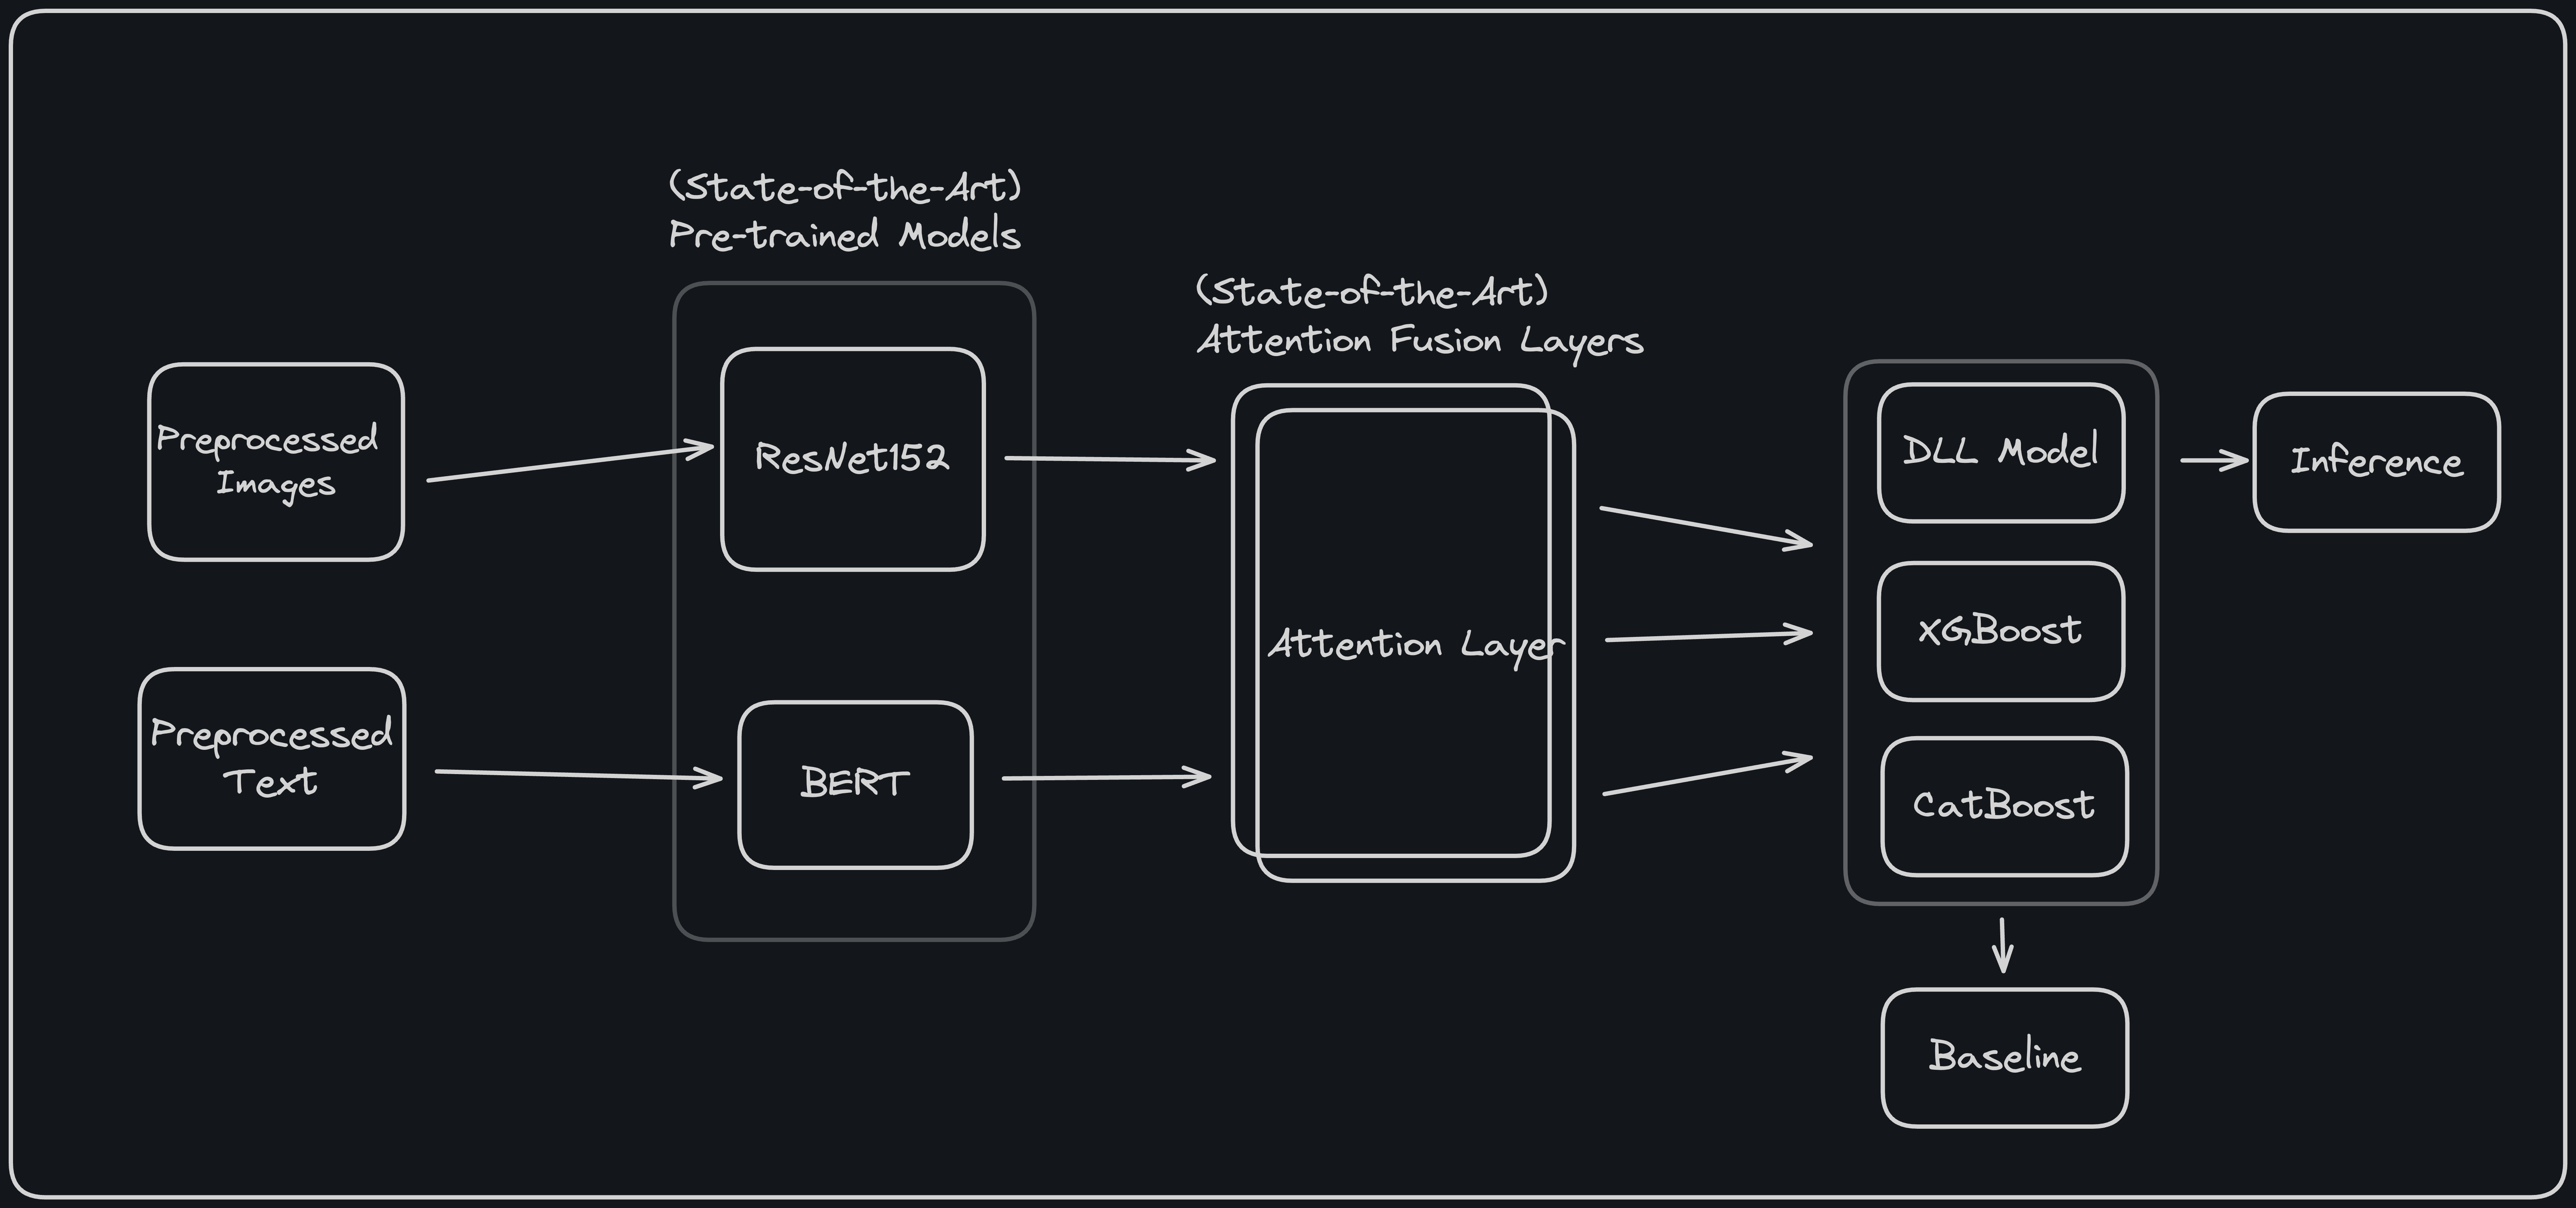 (State-of-the-Art)
Pre-trained Models
(State-of-the-Art)
Attention Fusion Layers
Preprocessed
Images
ResNet152
DLL Model
Inference
Attention Layer
XGBoost
Preprocessed
Text
BERT
CatBoost
Baseline